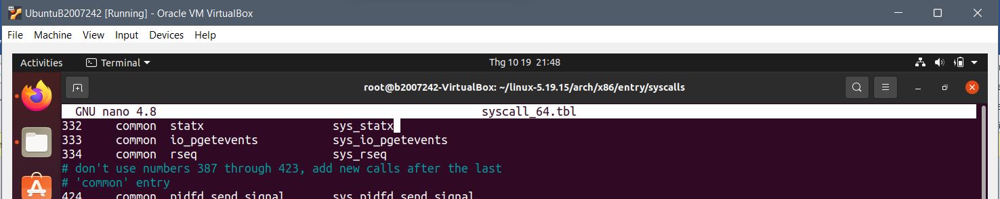 UbuntuB2007242 [Running] - Oracle VM VirtualBox
File Machine View Input Devices Help
Activities Terminal Thg 10 19 21:48
root@b2007242-VirtualBox: ~/linux-5.19.15/arch/x86/entry/syscalls
GNU nano 4.8 syscall_64.tbl
332 common statx sys_statx
333 common io_pgetevents sys_io_pgetevents
334 common rseq sys_rseq
# don't use numbers 387 through 423, add new calls after the last
# 'common' entry
424 common pidfd_send_signal sys_pidfd_send_signal